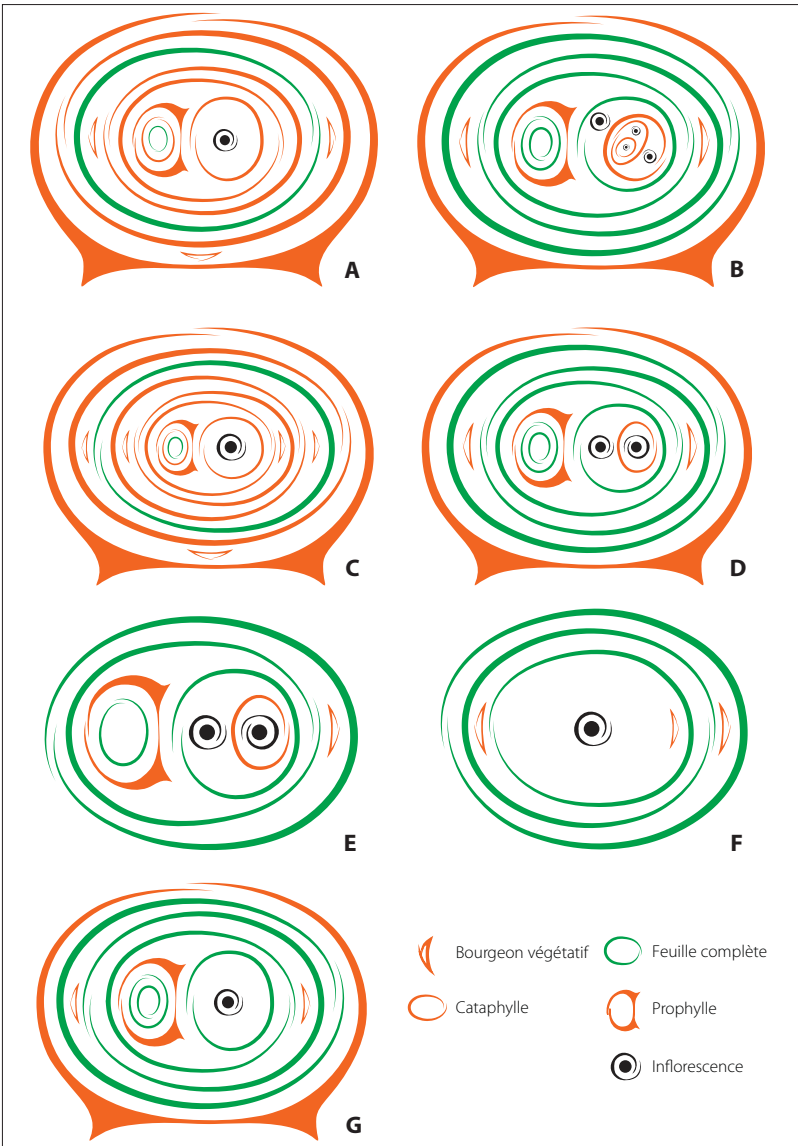 A
B
C
D
E
F
Bourgeon végétatif
Feuille complète
Cataphylle
Prophylle
Inflorescence
G